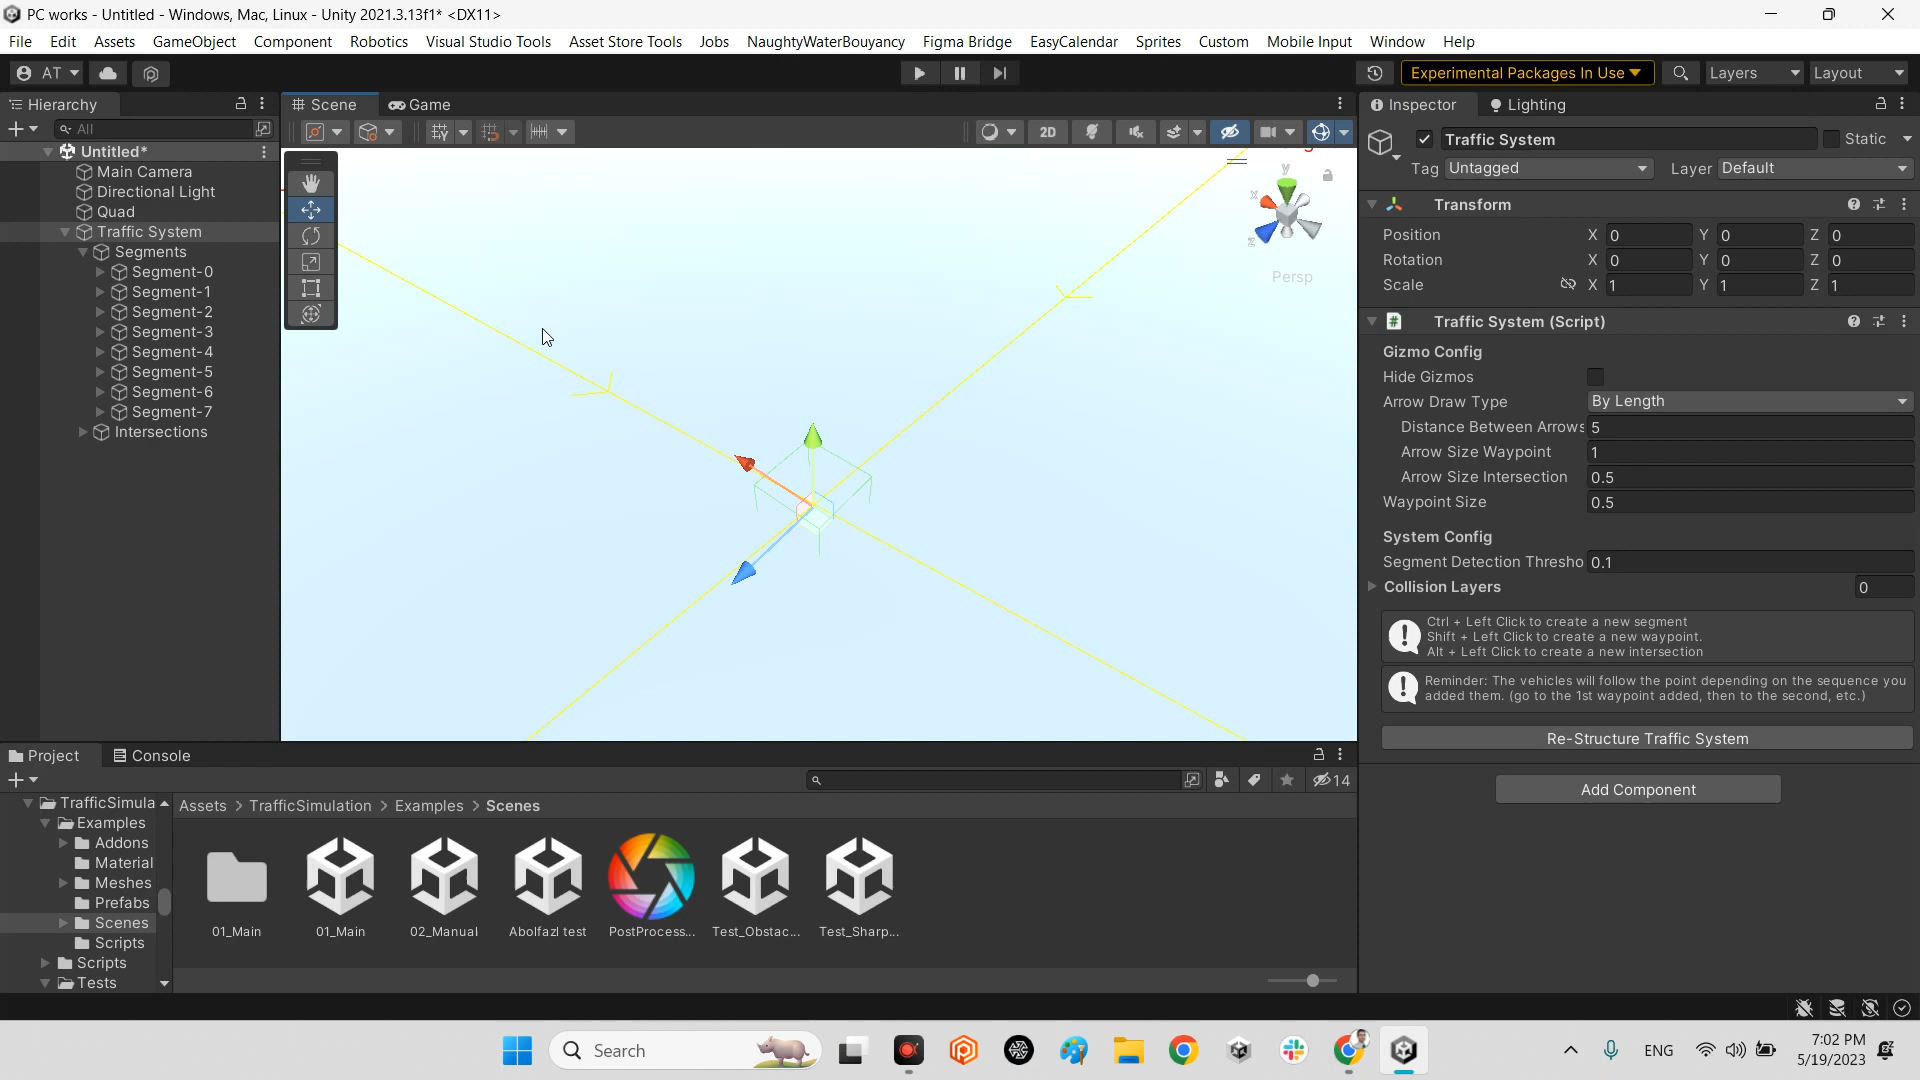 PC works - Untitled - Windows, Mac, Linux - Unity 2021.3.13f1* <DX11>
File Edit Assets GameObject Component Robotics Visual Studio Tools Asset Store Tools Jobs NaughtyWaterBouyancy Figma Bridge EasyCalendar Sprites Custom Mobile Input Window Help
AT Experimental Packages In Use Layers Layout
Hierarchy
All
Untitled*
Main Camera
Directional Light
Quad
Traffic System
Segments
Segment-0
Segment-1
Segment-2
Segment-3
Segment-4
Segment-5
Segment-6
Segment-7
Intersections
Scene Game
2D
y
x
z
Persp
Inspector Lighting
Traffic System Static
Tag Untagged Layer Default
Transform
Position X 0 Y 0 Z 0
Rotation X 0 Y 0 Z 0
Scale X 1 Y 1 Z 1
# Traffic System (Script)
Gizmo Config
Hide Gizmos
Arrow Draw Type By Length
Distance Between Arrows 5
Arrow Size Waypoint 1
Arrow Size Intersection 0.5
Waypoint Size 0.5
System Config
Segment Detection Thresho 0.1
Collision Layers 0
Ctrl + Left Click to create a new segment
Shift + Left Click to create a new waypoint.
Alt + Left Click to create a new intersection
Reminder: The vehicles will follow the point depending on the sequence you
added them. (go to the 1st waypoint added, then to the second, etc.)
Re-Structure Traffic System
Add Component
Project Console
14
TrafficSimula
Examples
Addons
Material
Meshes
Prefabs
Scenes
Scripts
Scripts
Tests
Assets > TrafficSimulation > Examples > Scenes
01_Main 01_Main 02_Manual Abolfazl test PostProcess... Test_Obstac... Test_Sharp...
Search
ENG
7:02 PM
5/19/2023